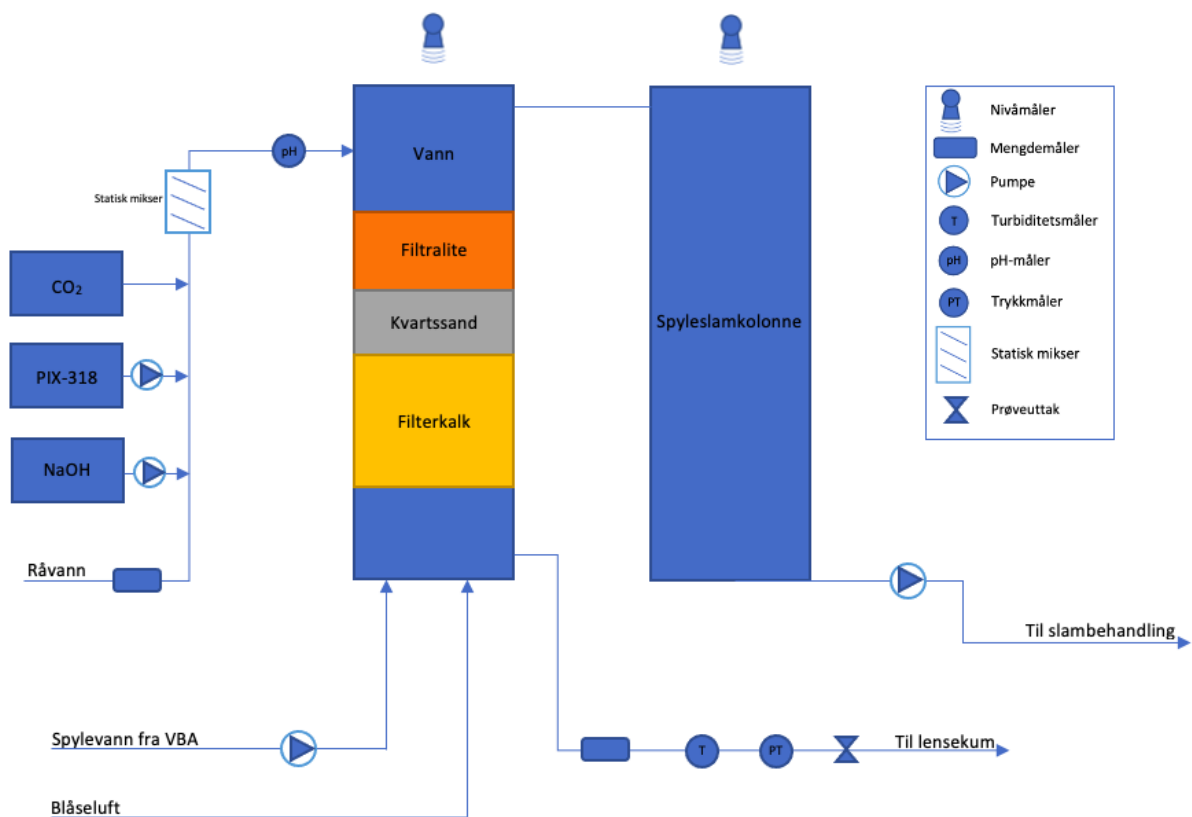 Vann
Filtralite
Kvartssand
Filterkalk
Spyleslamkolonne
pH
Statisk mikser
CO₂
PIX-318
NaOH
Råvann
Spylevann fra VBA
Blåseluft
T
PT
Til lensekum
Til slambehandling
Nivåmåler
Mengdemåler
Pumpe
T
Turbiditetsmåler
pH
pH-måler
PT
Trykkmåler
Statisk mikser
Prøveuttak